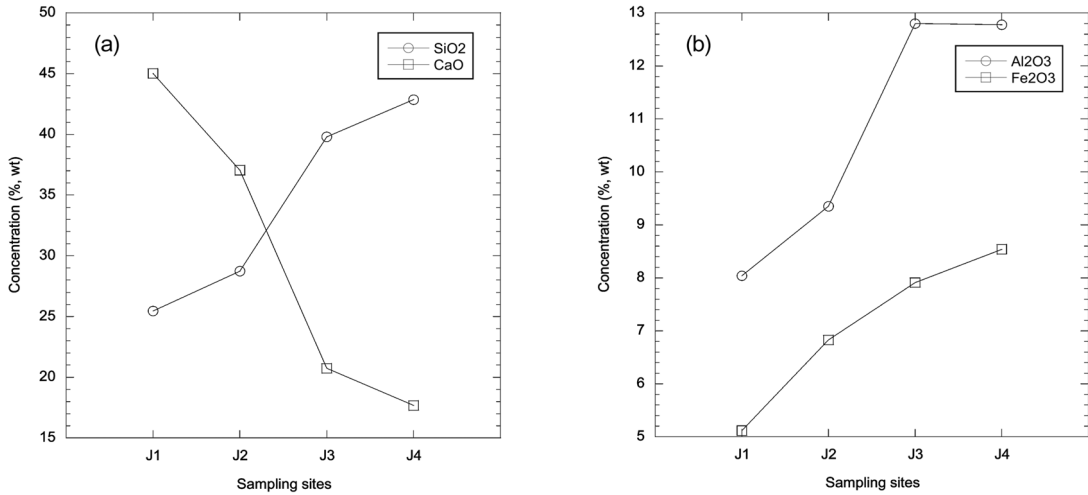 (a)
SiO2
CaO
50
45
40
35
30
25
20
15
Concentration (%, wt)
J1 J2 J3 J4
Sampling sites
(b)
Al2O3
Fe2O3
13
12
11
10
9
8
7
6
5
Concentration (%, wt)
J1 J2 J3 J4
Sampling sites